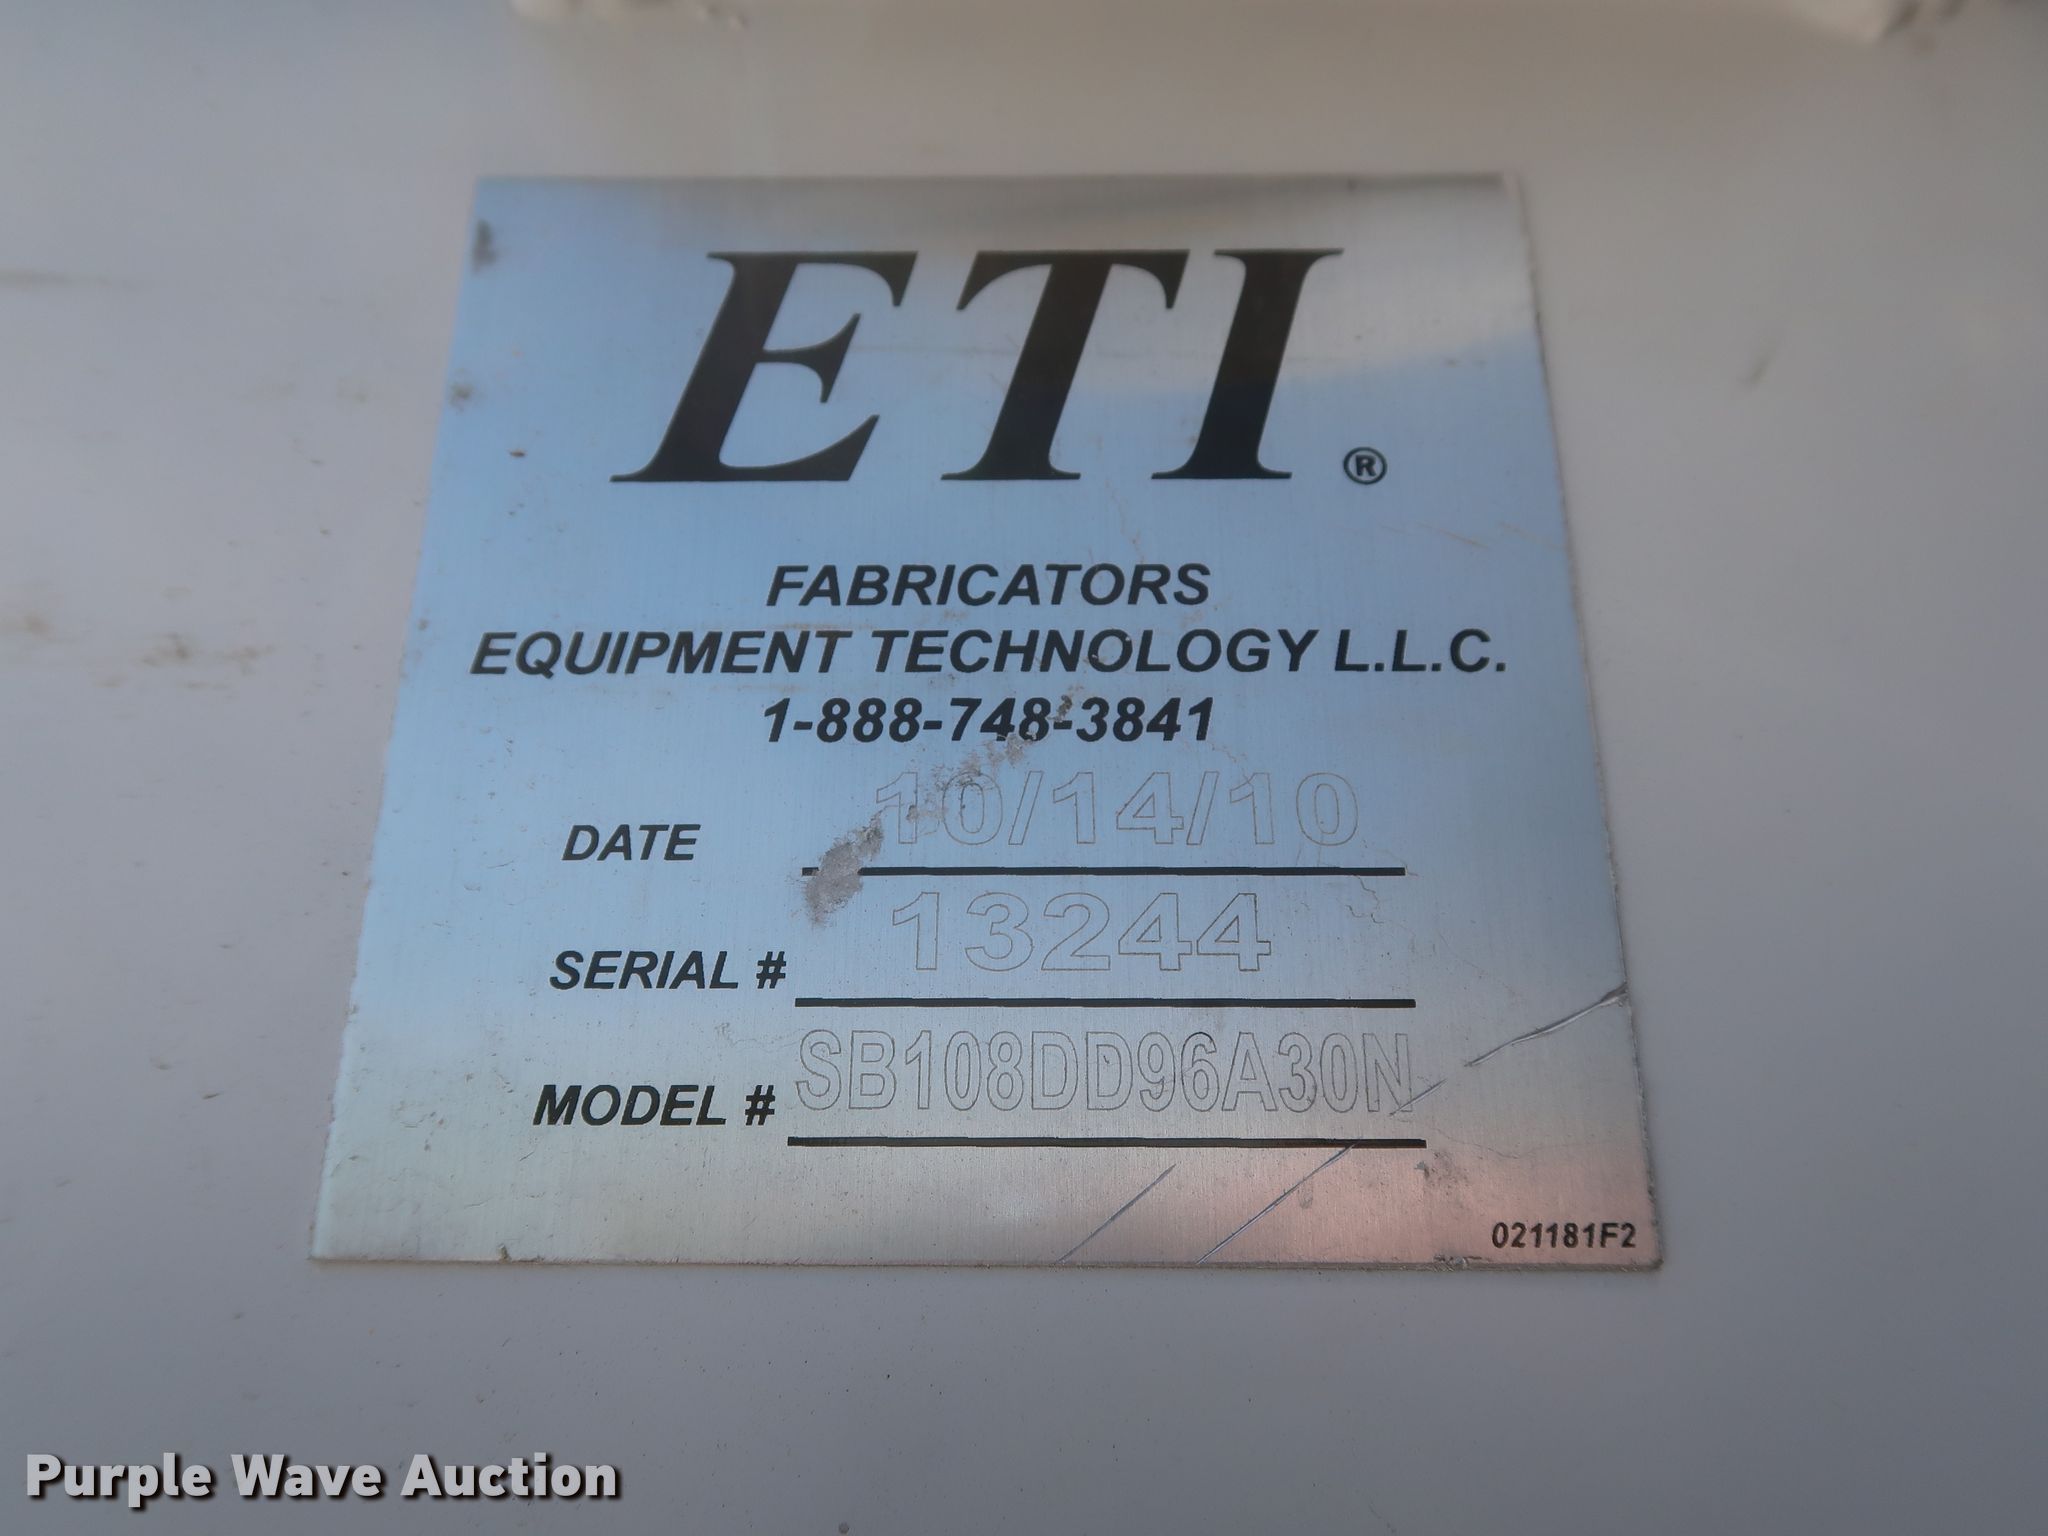 ETI®
FABRICATORS
EQUIPMENT TECHNOLOGY L.L.C.
1-888-748-3841
DATE 10/14/10
SERIAL # 13244
MODEL # SB108DD96A30N
021181F2
Purple Wave Auction